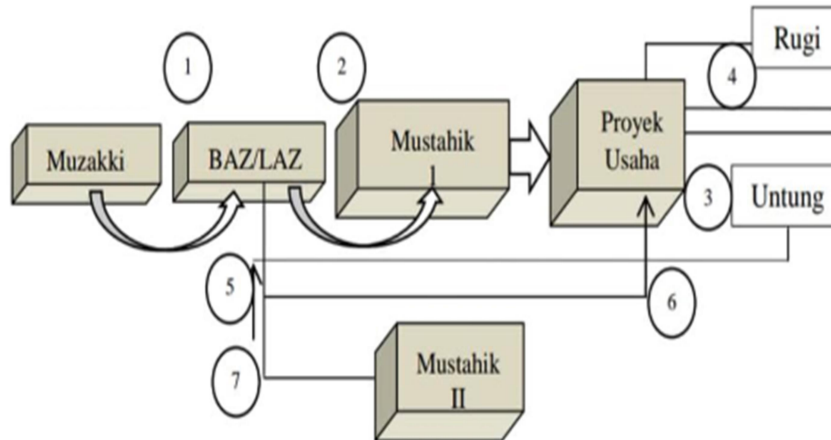 1
2
4
Rugi
Muzakki
BAZ/LAZ
Mustahik
1
Proyek
Usaha
3
Untung
5
6
7
Mustahik
II